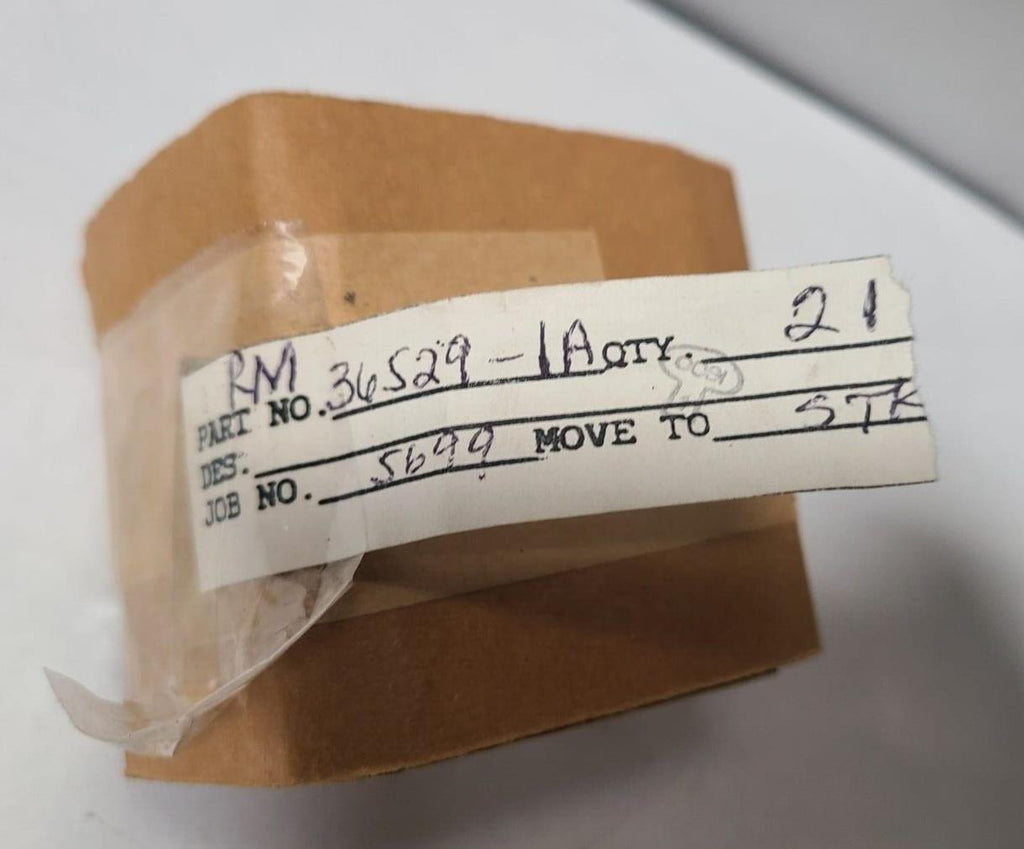 RM
PART NO. 36529-1A QTY. 21
DES.
JOB NO. 5699 MOVE TO STK